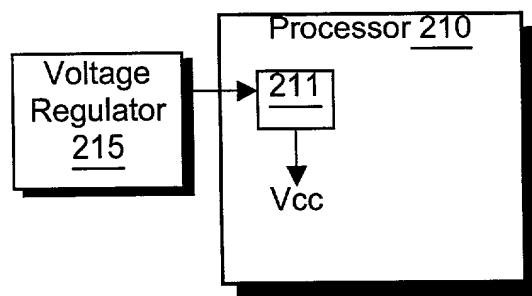 Processor 210
Voltage
Regulator
215
211
Vcc